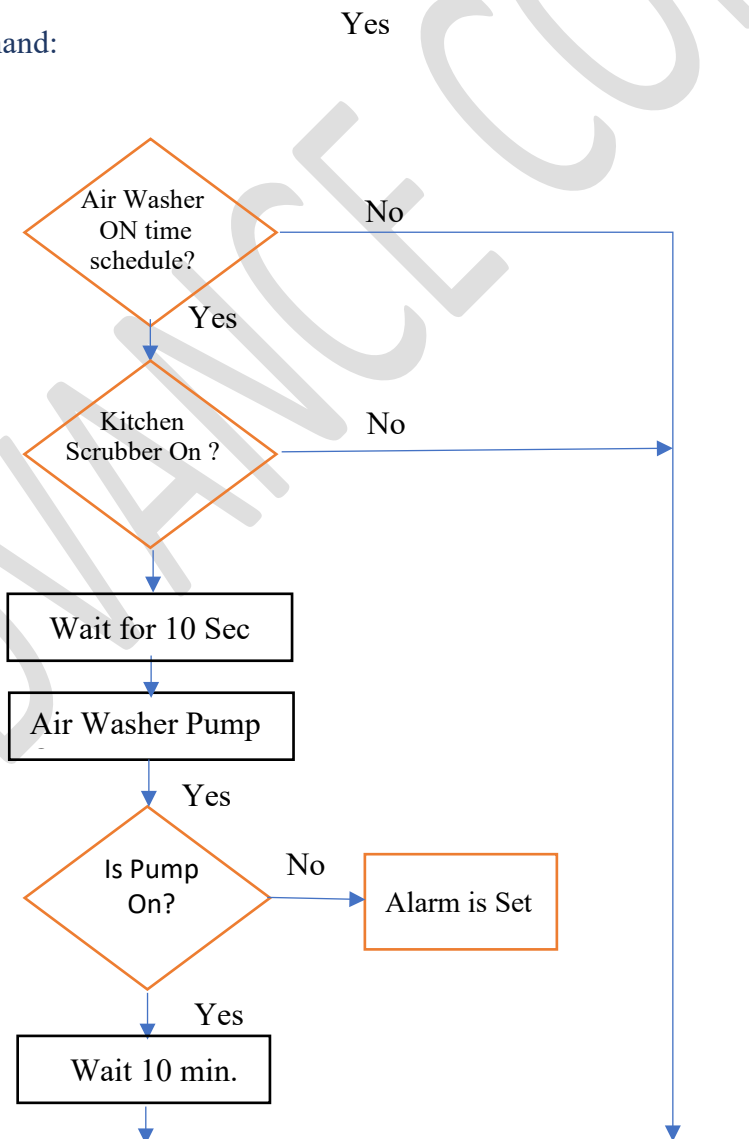 Yes
Air Washer
ON time
schedule?
No
Yes
Kitchen
Scrubber On ?
No
Wait for 10 Sec
Air Washer Pump
Yes
Is Pump
On?
No
Alarm is Set
Yes
Wait 10 min.